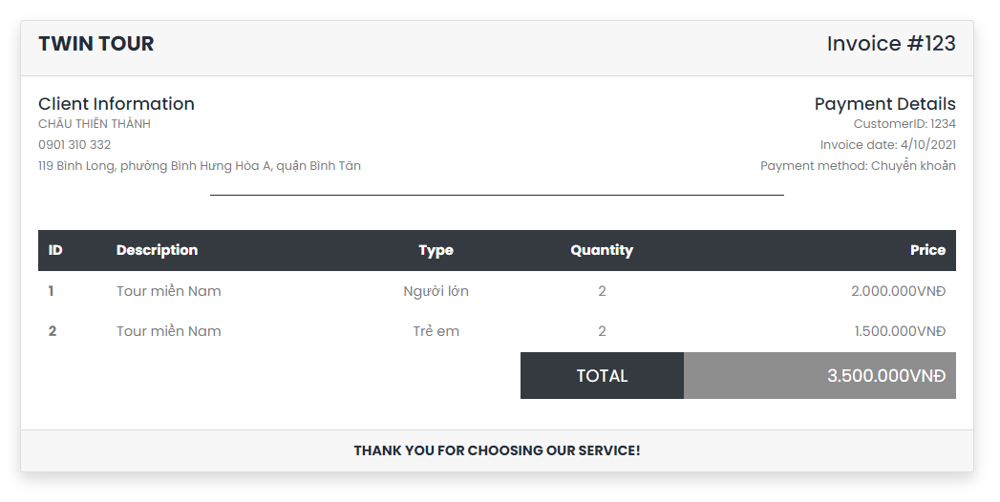 TWIN TOUR Invoice #123
Client Information Payment Details
CHÂU THIÊN THÀNH CustomerID: 1234
0901 310 332 Invoice date: 4/10/2021
119 Bình Long, phường Bình Hưng Hòa A, quận Bình Tân Payment method: Chuyển khoản
ID Description Type Quantity Price
1 Tour miền Nam Người lớn 2 2.000.000VNĐ
2 Tour miền Nam Trẻ em 2 1.500.000VNĐ
TOTAL 3.500.000VNĐ
THANK YOU FOR CHOOSING OUR SERVICE!